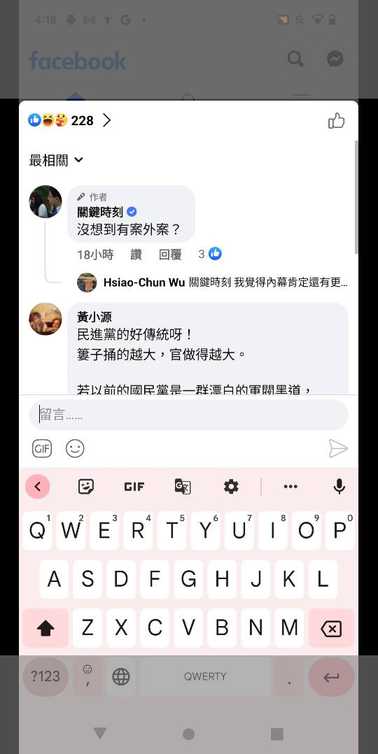 4:18
facebook
228
最相關
作者
關鍵時刻
沒想到有案外案？
18小時 讚 回覆 3
Hsiao-Chun Wu 關鍵時刻 我覺得內幕肯定還有更...
黃小源
民進黨的好傳統呀！
簍子捅的越大，官做得越大。
若以前的國民黨是一群漂白的軍閥黑道，
留言......
GIF
GIF
Q W E R T Y U I O P
1 2 3 4 5 6 7 8 9 0
A S D F G H J K L
Z X C V B N M
?123 , QWERTY .